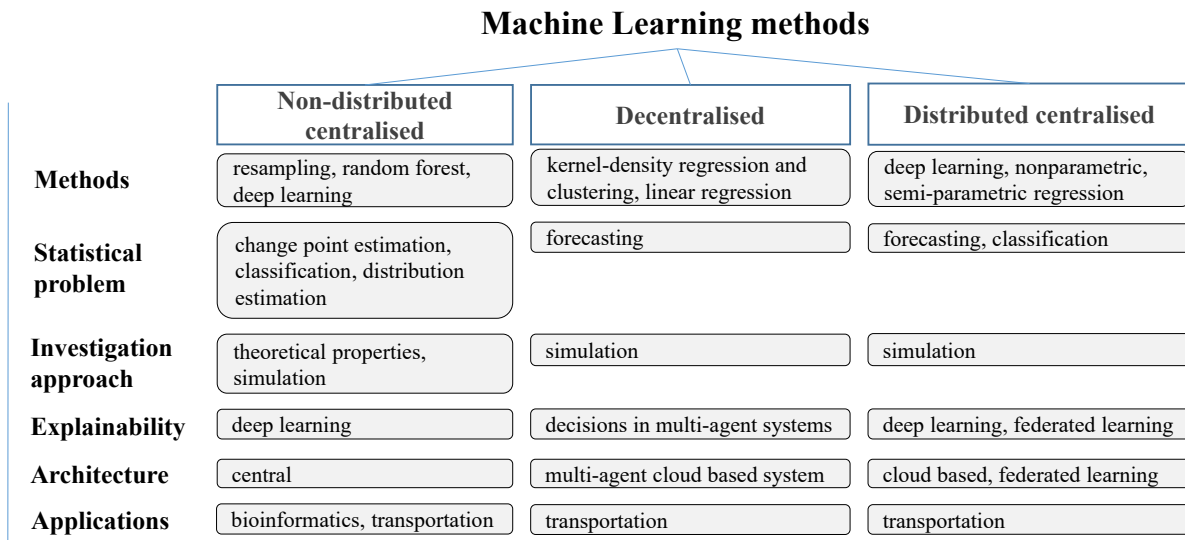 Machine Learning methods
Non-distributed
centralised
Decentralised
Distributed centralised
Methods
resampling, random forest,
deep learning
kernel-density regression and
clustering, linear regression
deep learning, nonparametric,
semi-parametric regression
Statistical
problem
change point estimation,
classification, distribution
estimation
forecasting
forecasting, classification
Investigation
approach
theoretical properties,
simulation
simulation
simulation
Explainability
deep learning
decisions in multi-agent systems
deep learning, federated learning
Architecture
central
multi-agent cloud based system
cloud based, federated learning
Applications
bioinformatics, transportation
transportation
transportation